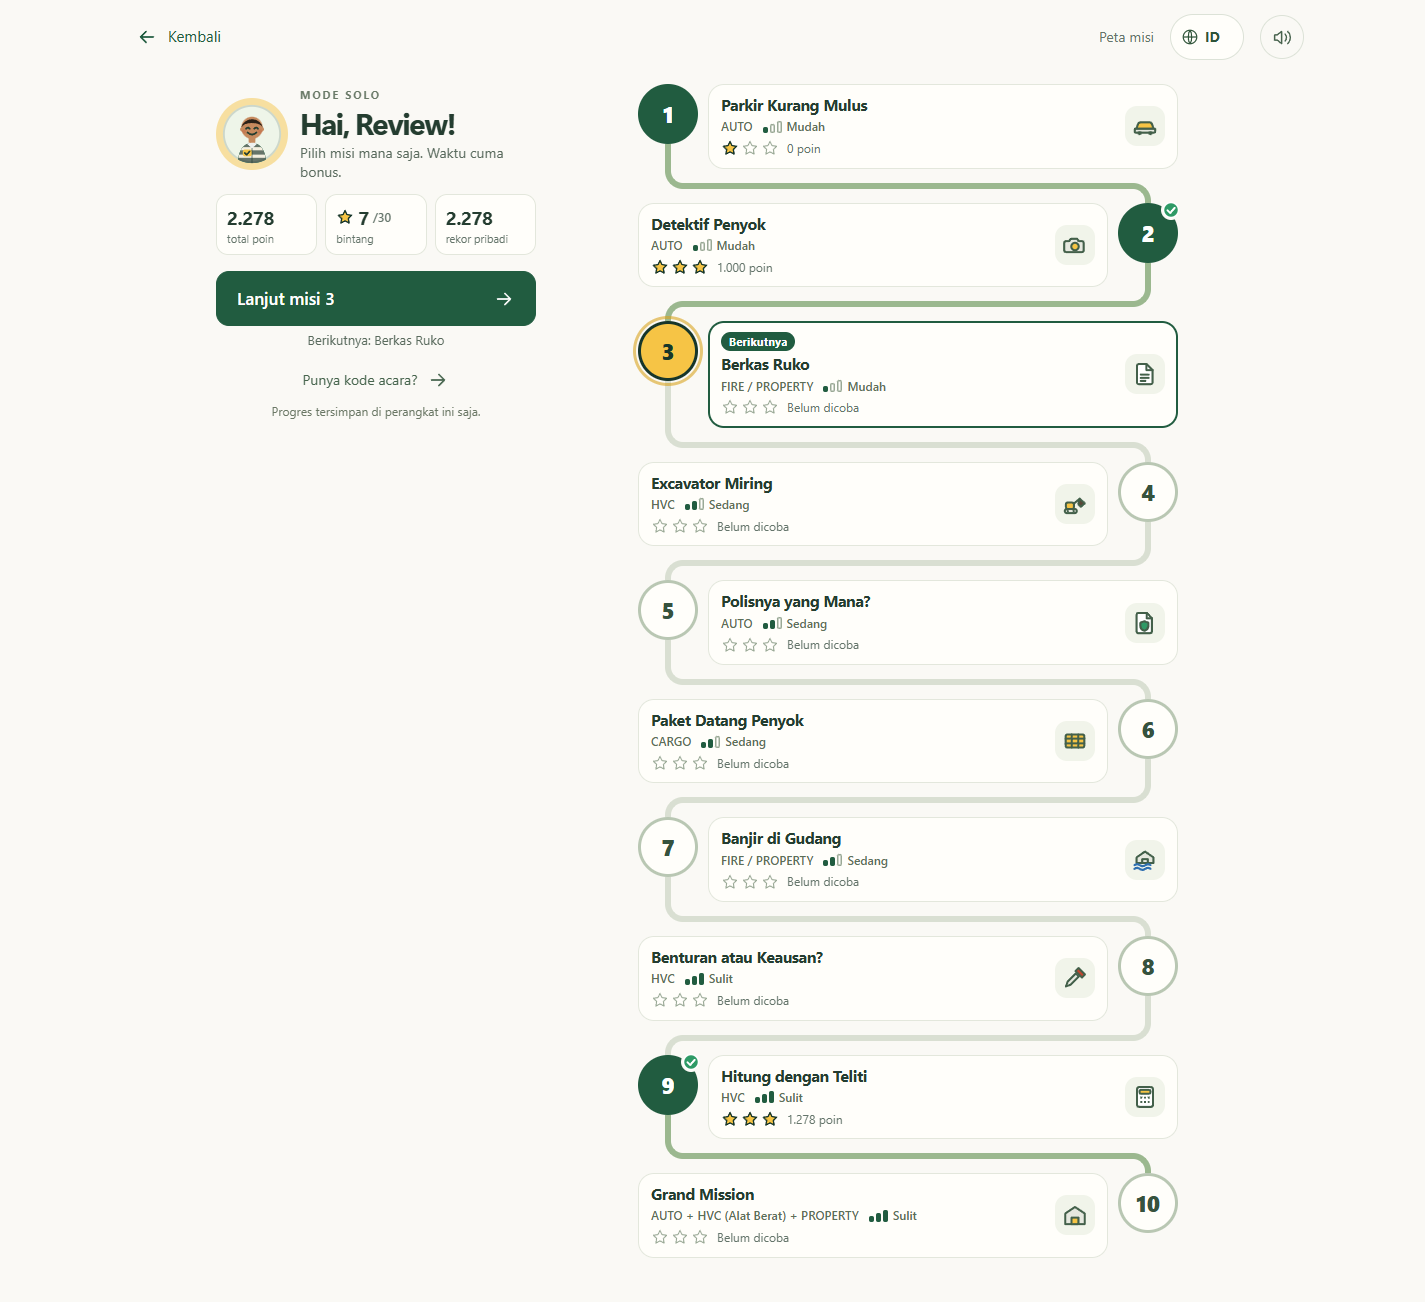 Kembali
Peta misi
ID
MODE SOLO
Hai, Review!
Pilih misi mana saja. Waktu cuma
bonus.
2.278
total poin
7 /30
bintang
2.278
rekor pribadi
Lanjut misi 3
Berikutnya: Berkas Ruko
Punya kode acara?
Progres tersimpan di perangkat ini saja.
1
Parkir Kurang Mulus
AUTO Mudah
0 poin
Detektif Penyok
AUTO Mudah
1.000 poin
2
3
Berikutnya
Berkas Ruko
FIRE / PROPERTY Mudah
Belum dicoba
Excavator Miring
HVC Sedang
Belum dicoba
4
5
Polisnya yang Mana?
AUTO Sedang
Belum dicoba
Paket Datang Penyok
CARGO Sedang
Belum dicoba
6
7
Banjir di Gudang
FIRE / PROPERTY Sedang
Belum dicoba
Benturan atau Keausan?
HVC Sulit
Belum dicoba
8
9
Hitung dengan Teliti
HVC Sulit
1.278 poin
Grand Mission
AUTO + HVC (Alat Berat) + PROPERTY Sulit
Belum dicoba
10